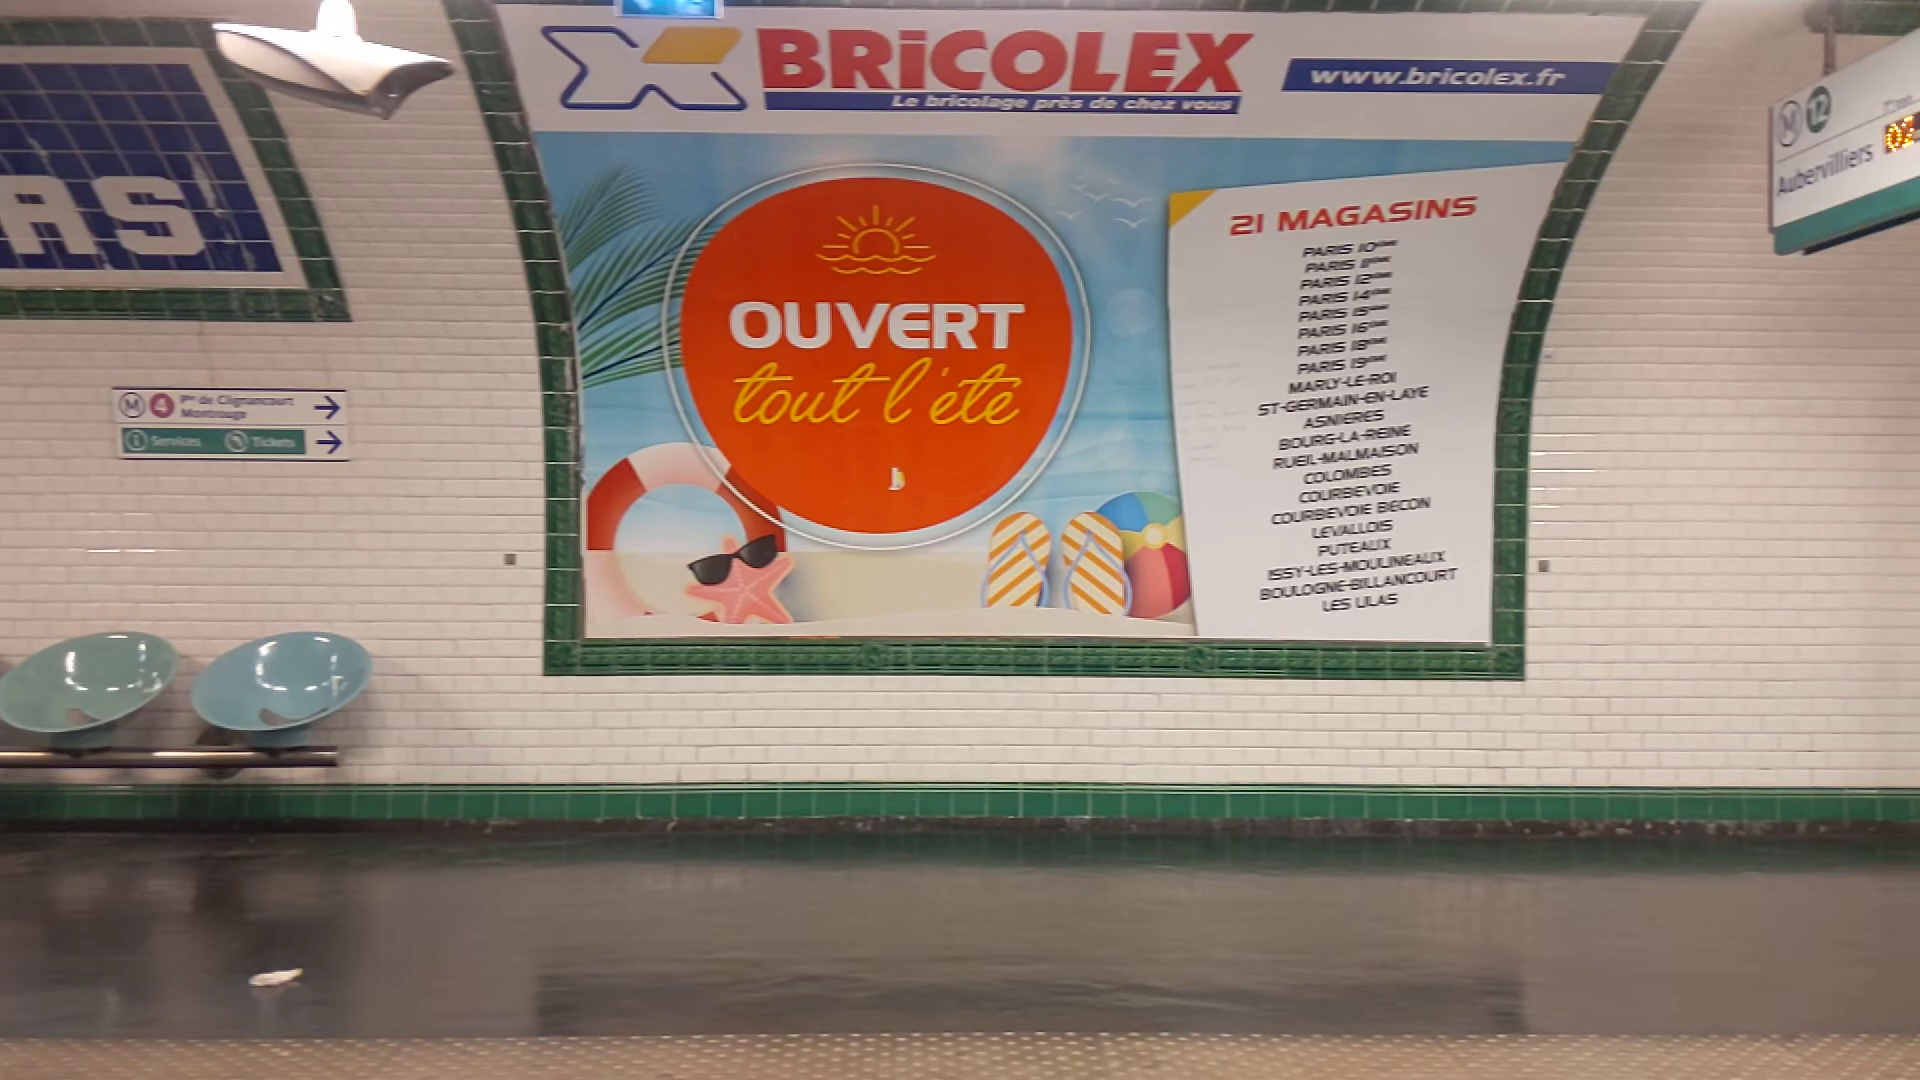 BRiCOLEX
Le bricolage près de chez vous
www.bricolex.fr
AS
M 12
Aubervilliers
02
OUVERT
tout l'été
21 MAGASINS
PARIS 10ème
PARIS 11ème
PARIS 12ème
PARIS 14ème
PARIS 15ème
PARIS 16ème
PARIS 18ème
PARIS 19ème
MARLY-LE-ROI
ST-GERMAIN-EN-LAYE
ASNIERES
BOURG-LA-REINE
RUEIL-MALMAISON
COLOMBES
COURBEVOIE
COURBEVOIE BECON
LEVALLOIS
PUTEAUX
ISSY-LES-MOULINEAUX
BOULOGNE-BILLANCOURT
LES LILAS
M 4 Pte de Clignancourt
Montrouge
i Services Tickets